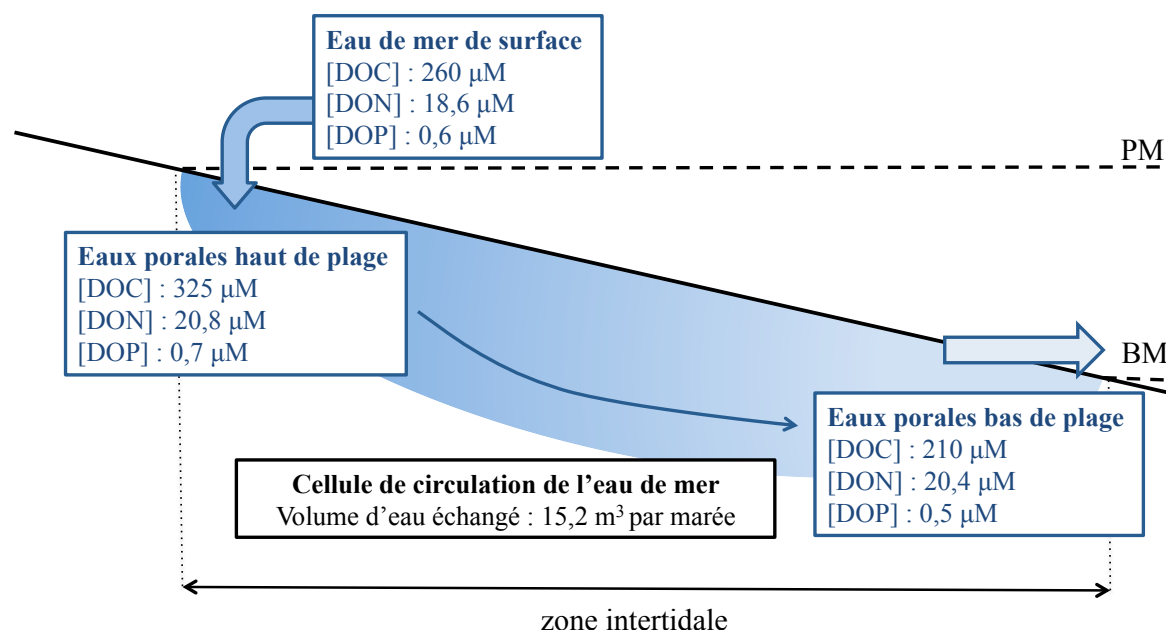 Eau de mer de surface
[DOC] : 260 μM
[DON] : 18,6 μM
[DOP] : 0,6 μM
PM
Eaux porales haut de plage
[DOC] : 325 μM
[DON] : 20,8 μM
[DOP] : 0,7 μM
BM
Eaux porales bas de plage
[DOC] : 210 μM
[DON] : 20,4 μM
[DOP] : 0,5 μM
Cellule de circulation de l'eau de mer
Volume d'eau échangé : 15,2 m³ par marée
zone intertidale